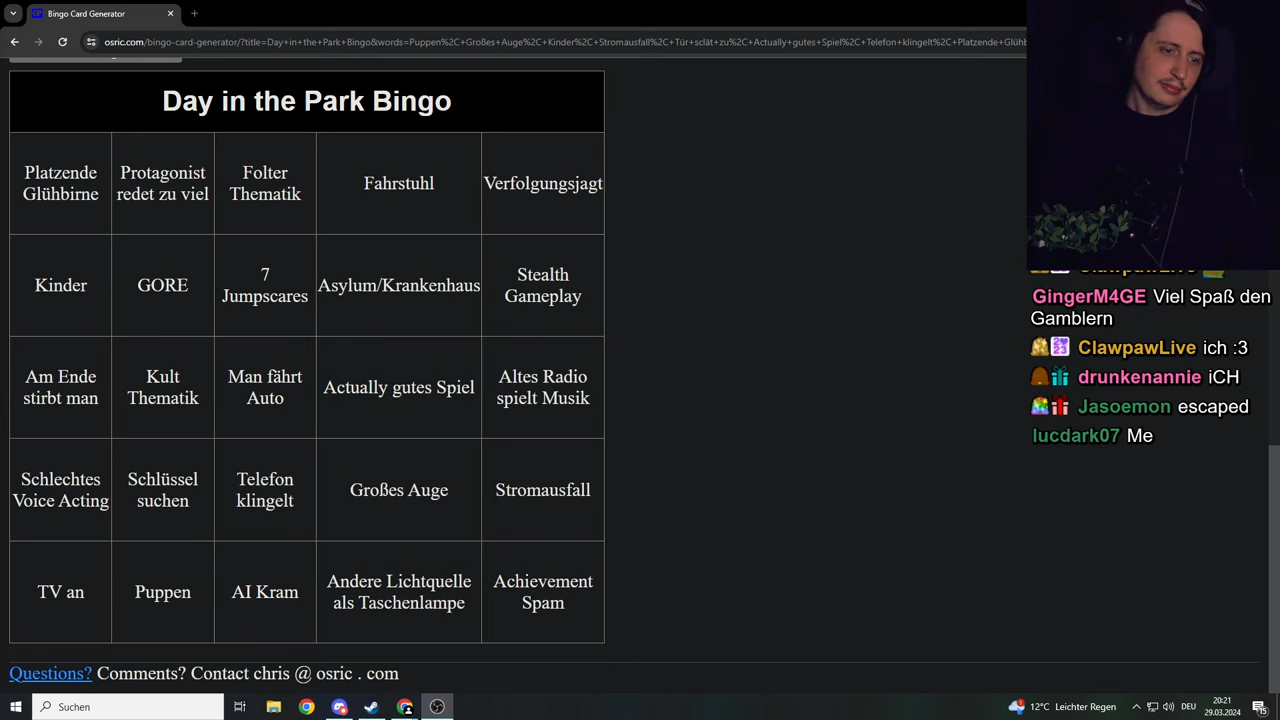 Bingo Card Generator
osric.com/bingo-card-generator/?title=Day+in+the+Park+Bingo&words=Puppen%2C+Großes+Auge%2C+Kinder%2C+Stromausfall%2C+Tür+sclät+zu%2C+Actually+gutes+Spiel%2C+Telefon+klingelt%2C+Platzende+Glühb
Day in the Park Bingo
Platzende Protagonist Folter Fahrstuhl Verfolgungsjagt
Glühbirne redet zu viel Thematik
Kinder GORE 7 Asylum/Krankenhaus Stealth
Jumpscares Gameplay
Am Ende Kult Man fährt Actually gutes Spiel Altes Radio
stirbt man Thematik Auto spielt Musik
Schlechtes Schlüssel Telefon Großes Auge Stromausfall
Voice Acting suchen klingelt
TV an Puppen AI Kram Andere Lichtquelle Achievement
als Taschenlampe Spam
Questions? Comments? Contact chris @ osric . com
ClawpawLive
GingerM4GE Viel Spaß den
Gamblern
ClawpawLive ich :3
drunkenannie iCH
Jasoemon escaped
lucdark07 Me
Suchen
12°C Leichter Regen
DEU
20:21
29.03.2024
15